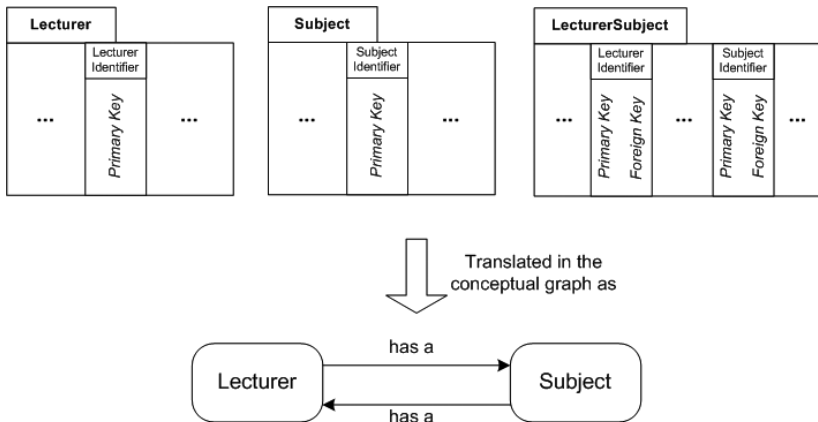 Lecturer
Subject
LecturerSubject
Lecturer
Identifier
...
Primary Key
...
Subject
Identifier
...
Primary Key
...
Lecturer
Identifier
Subject
Identifier
...
Primary Key
Foreign Key
...
Primary Key
Foreign Key
...
Translated in the
conceptual graph as
has a
Lecturer
Subject
has a